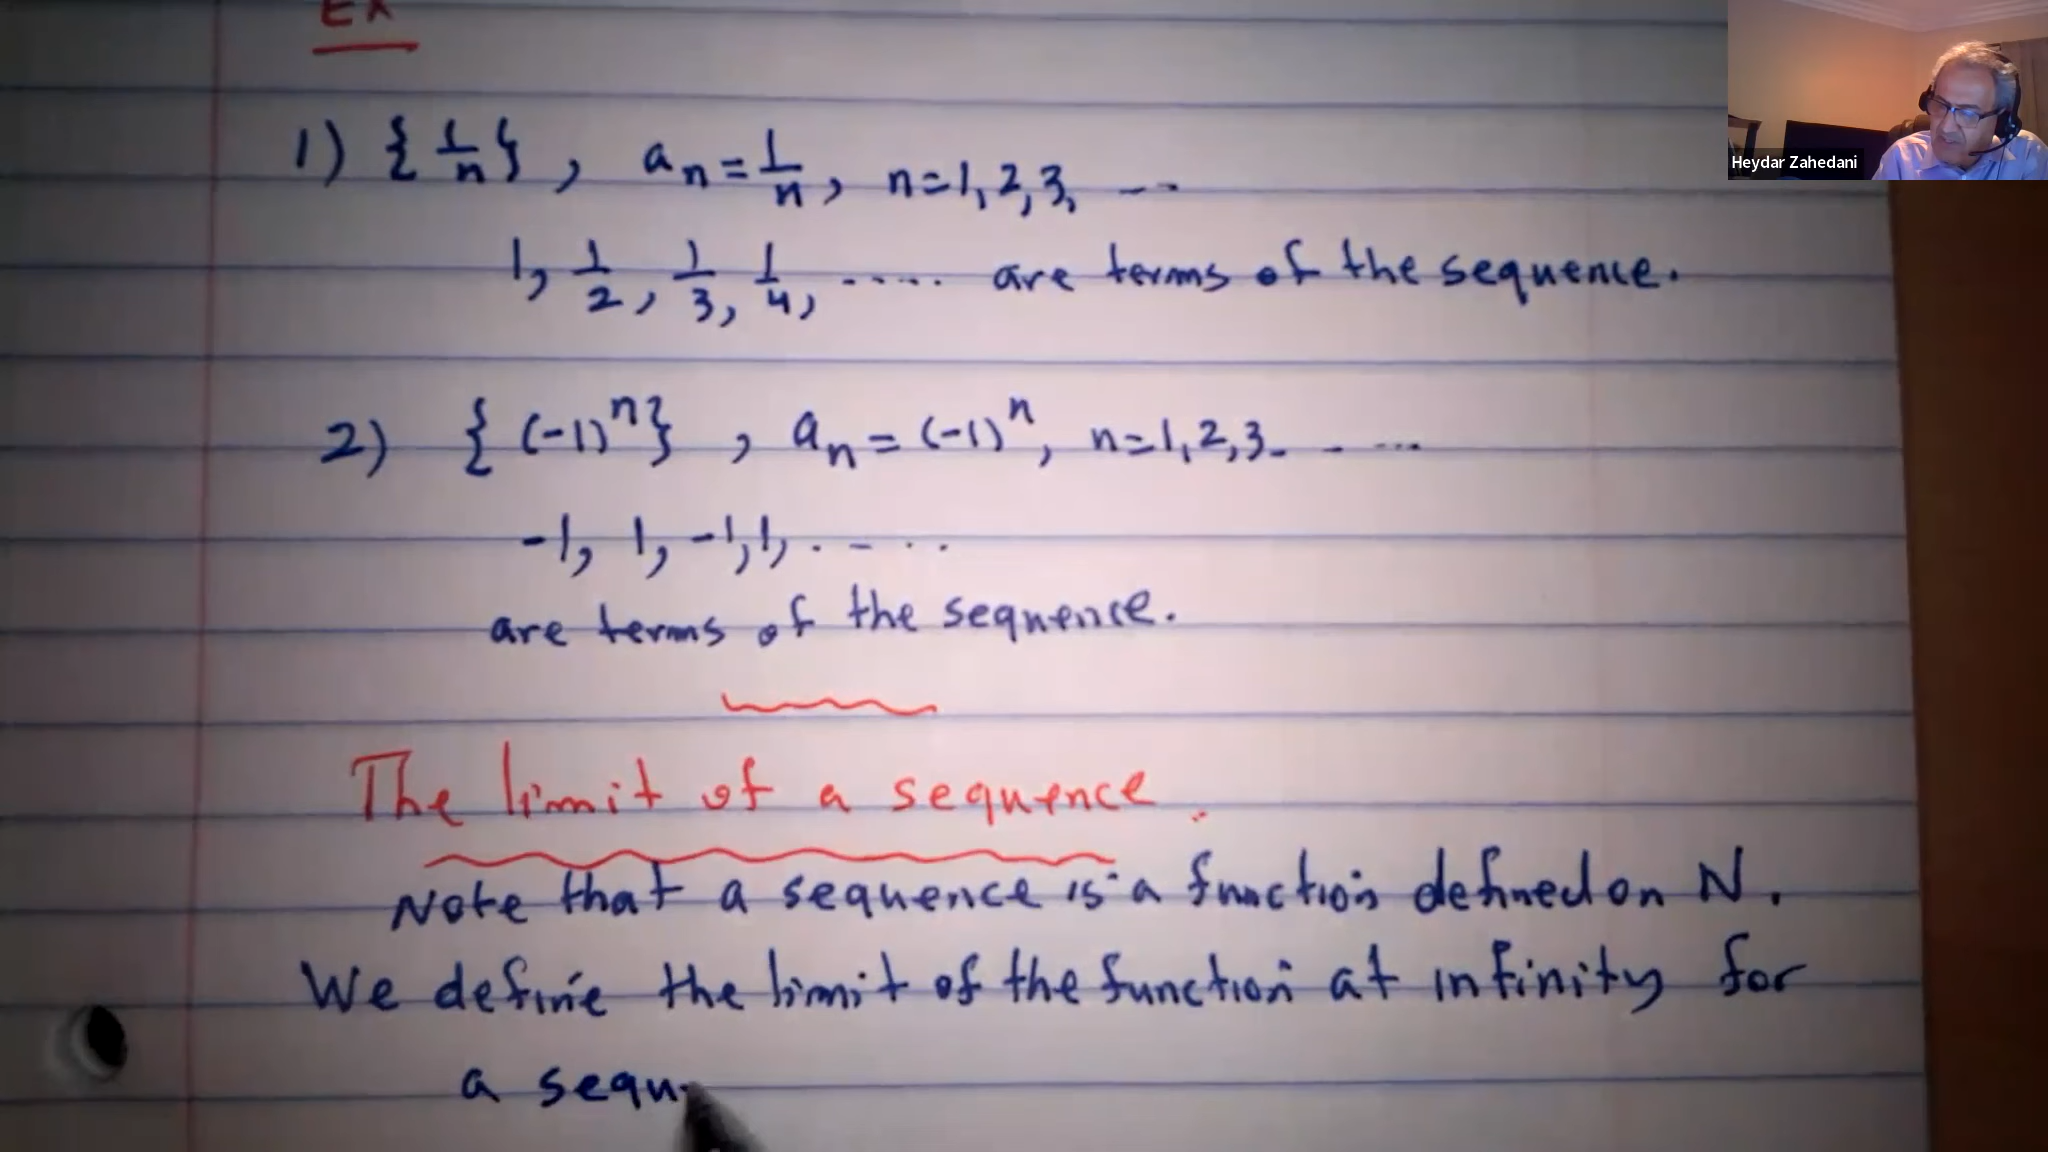 Ex
1) {1/n} , a_n = 1/n , n=1,2,3, ...
1, 1/2, 1/3, 1/4, ..... are terms of the sequence.
2) {(-1)^n} , a_n = (-1)^n, n=1,2,3 - - ...
-1, 1, -1, 1, . - . .
are terms of the sequence.
The limit of a sequence.
Note that a sequence is a function defined on N.
We define the limit of the function at infinity for
a sequ
Heydar Zahedani